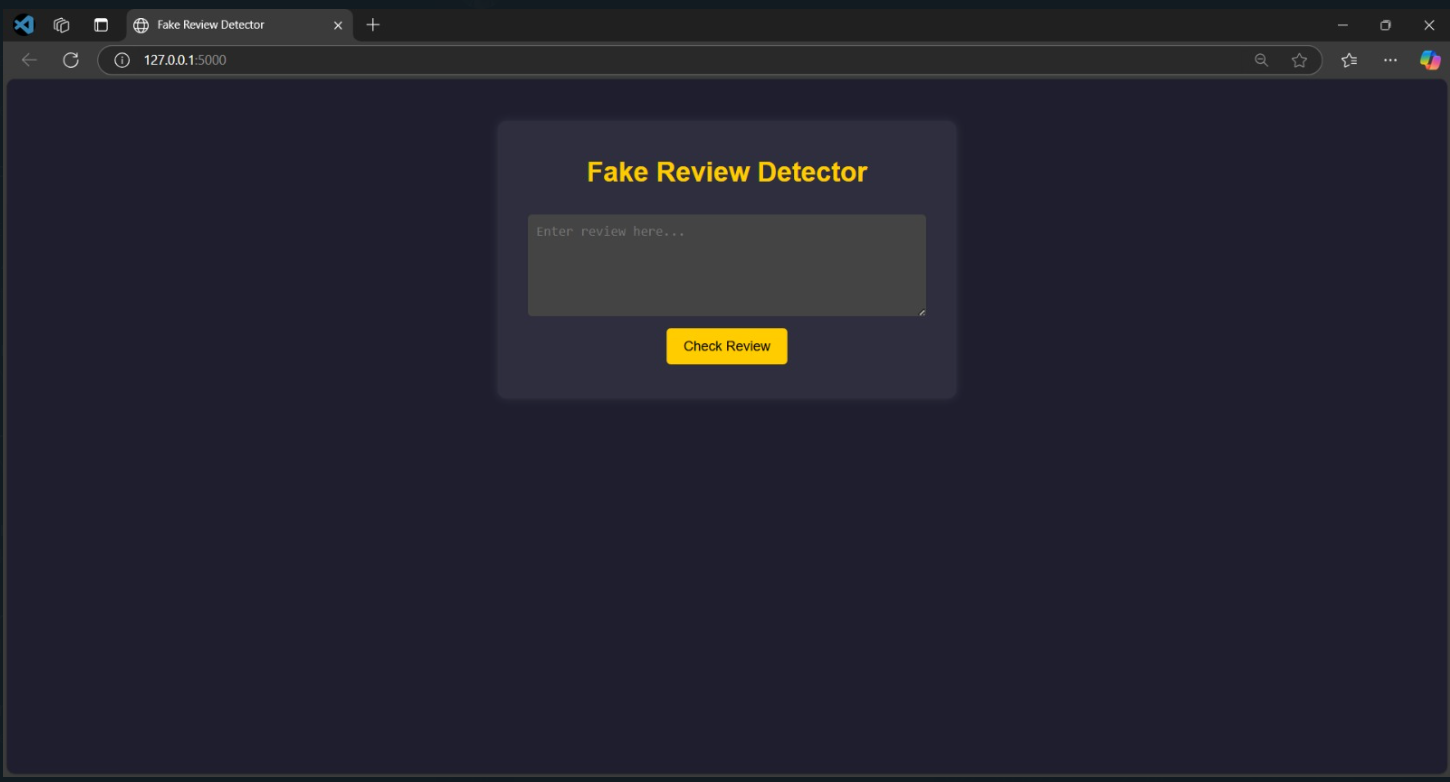 Fake Review Detector
127.0.0.1:5000
Fake Review Detector
Enter review here...
Check Review